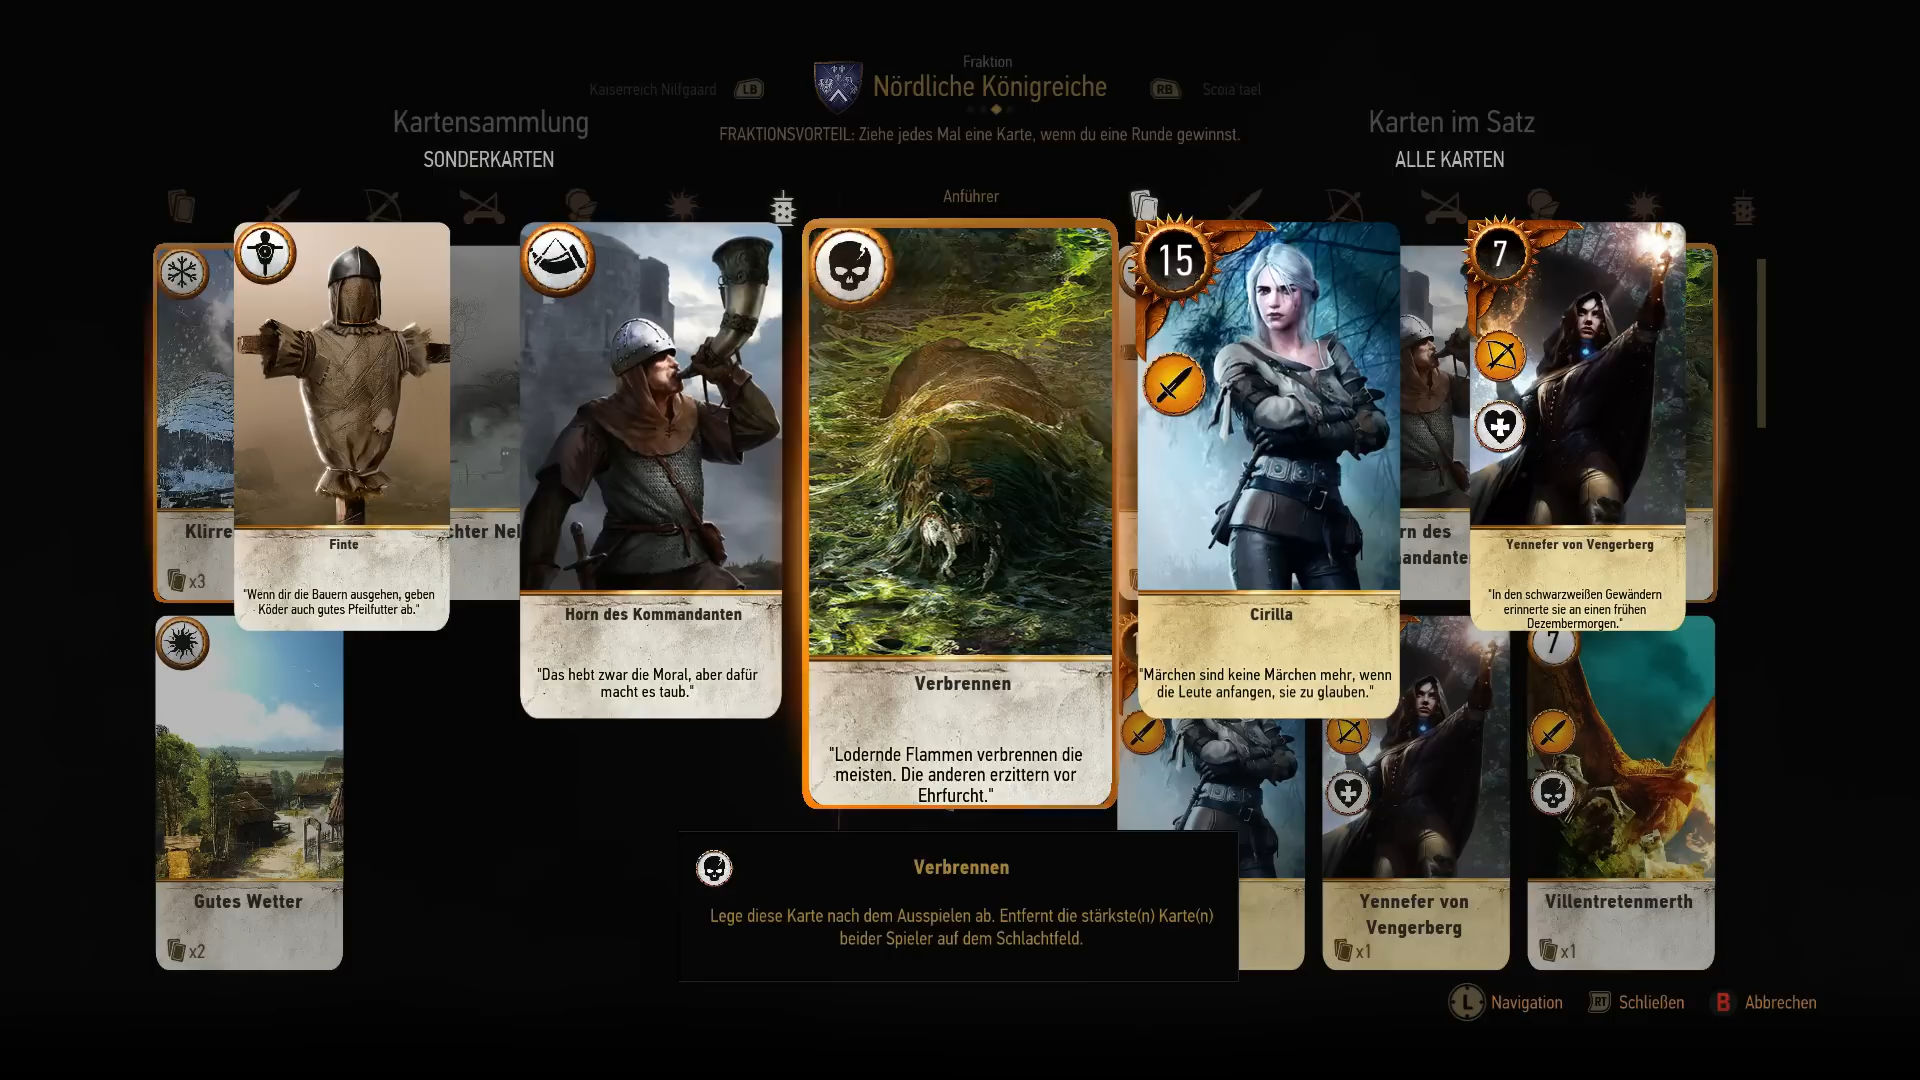 Fraktion
Kaiserreich Nilfgaard
LB
Nördliche Königreiche
RB
Scoia'tael
Kartensammlung
SONDERKARTEN
FRAKTIONSVORTEIL: Ziehe jedes Mal eine Karte, wenn du eine Runde gewinnst.
Karten im Satz
ALLE KARTEN
Anführer
Klirre
x3
Finte
"Wenn dir die Bauern ausgehen, geben
Köder auch gutes Pfeilfutter ab."
chter Nel
Horn des Kommandanten
"Das hebt zwar die Moral, aber dafür
macht es taub."
Verbrennen
"Lodernde Flammen verbrennen die
meisten. Die anderen erzittern vor
Ehrfurcht."
15
Cirilla
"Märchen sind keine Märchen mehr, wenn
die Leute anfangen, sie zu glauben."
rn des
andante
7
Yennefer von Vengerberg
"In den schwarzweißen Gewändern
erinnerte sie an einen frühen
Dezembermorgen."
Gutes Wetter
x2
Yennefer von
Vengerberg
x1
7
Villentretenmerth
x1
Verbrennen
Lege diese Karte nach dem Ausspielen ab. Entfernt die stärkste(n) Karte(n)
beider Spieler auf dem Schlachtfeld.
L Navigation
RT Schließen
B Abbrechen